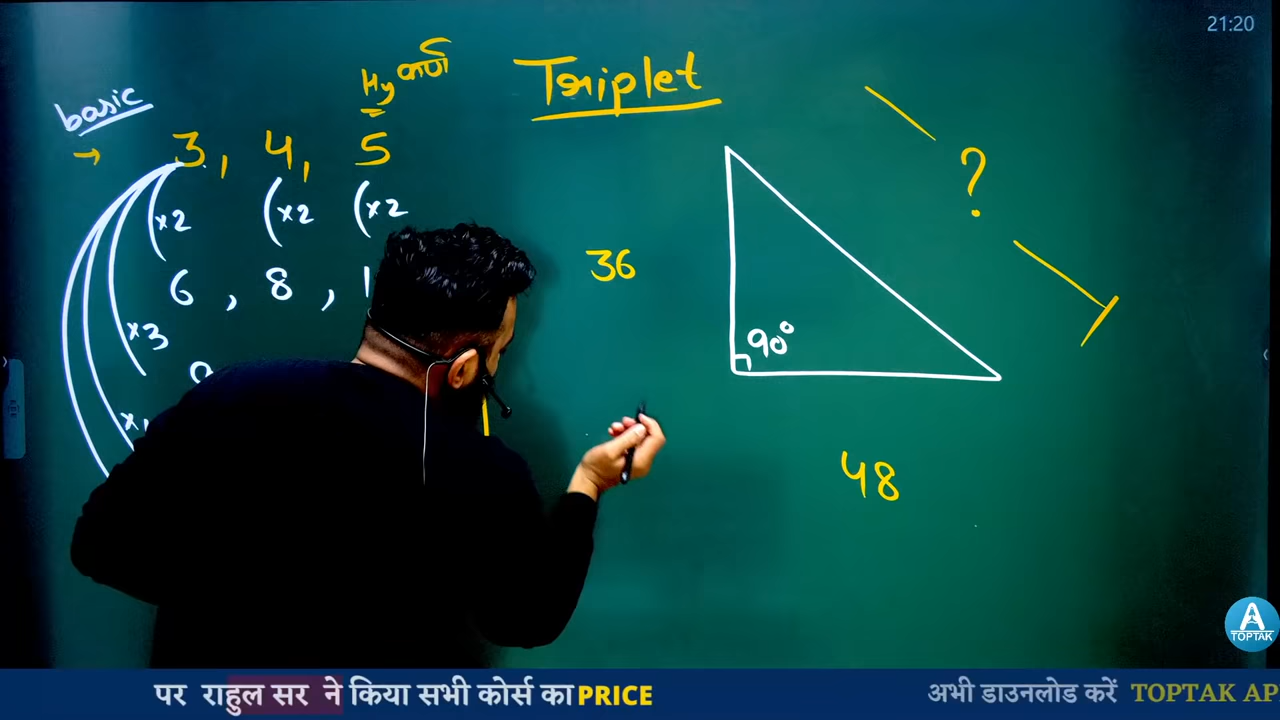 21:20
Triplet
Hy कर्ण
basic
→ 3, 4, 5
(×2 (×2 (×2
6, 8, 1
×3
36
?
90°
48
A
TOPTAK
पर राहुल सर ने किया सभी कोर्स का PRICE
अभी डाउनलोड करें TOPTAK AP